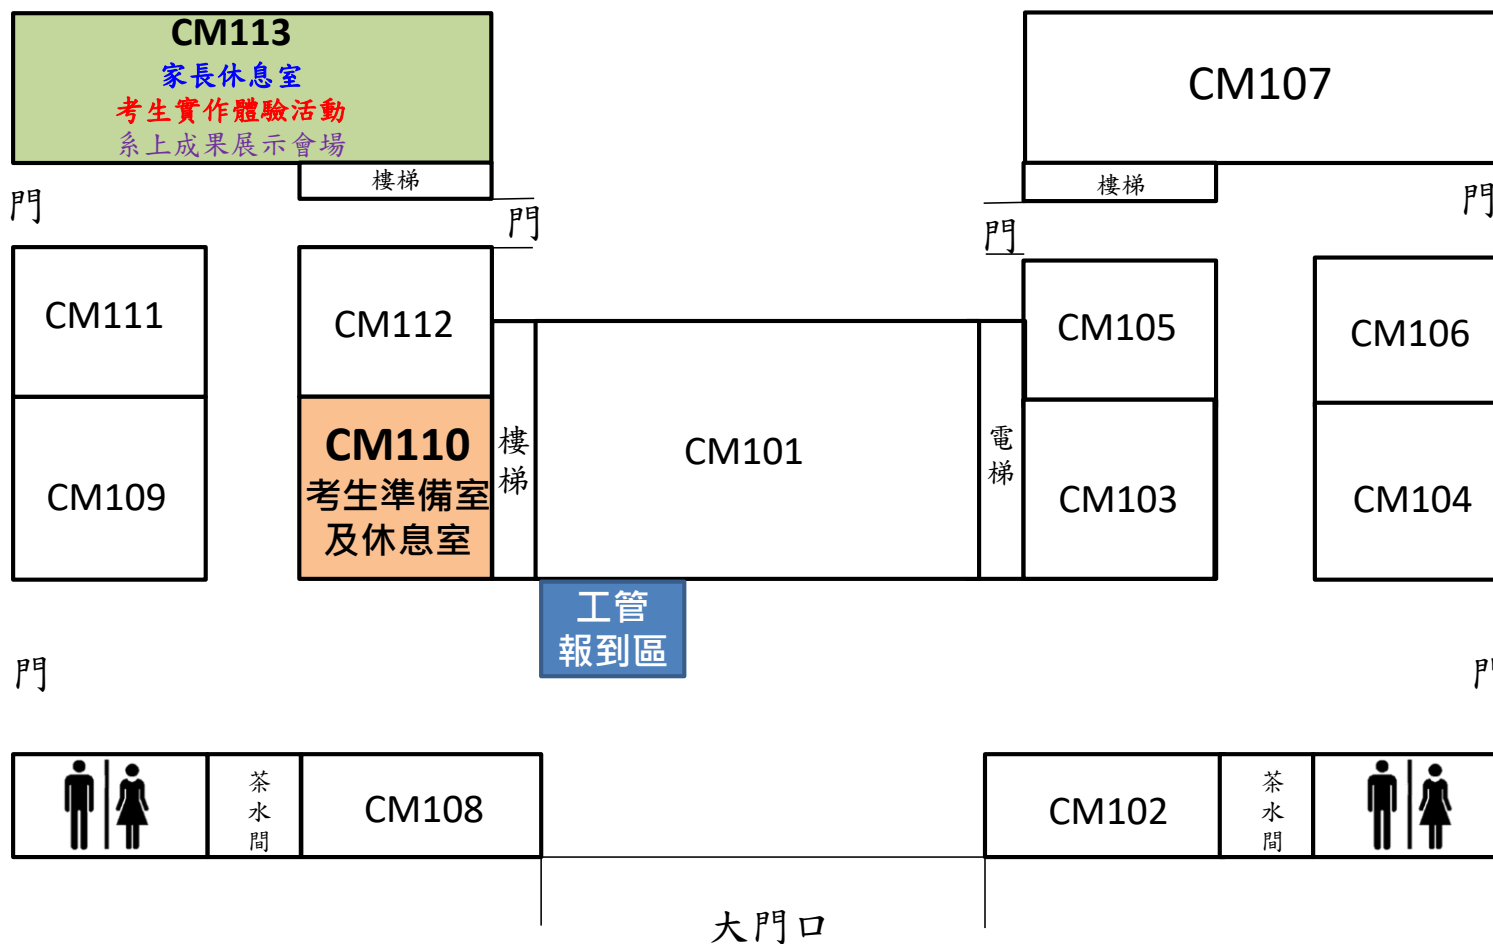 CM113
家長休息室
考生實作體驗活動
系上成果展示會場
CM107
樓梯
樓梯
門
門
門
門
CM111
CM112
CM105
CM106
CM109
CM110
考生準備室
及休息室
樓梯
CM101
電梯
CM103
CM104
工管
報到區
門
門
茶水間
CM108
CM102
茶水間
大門口